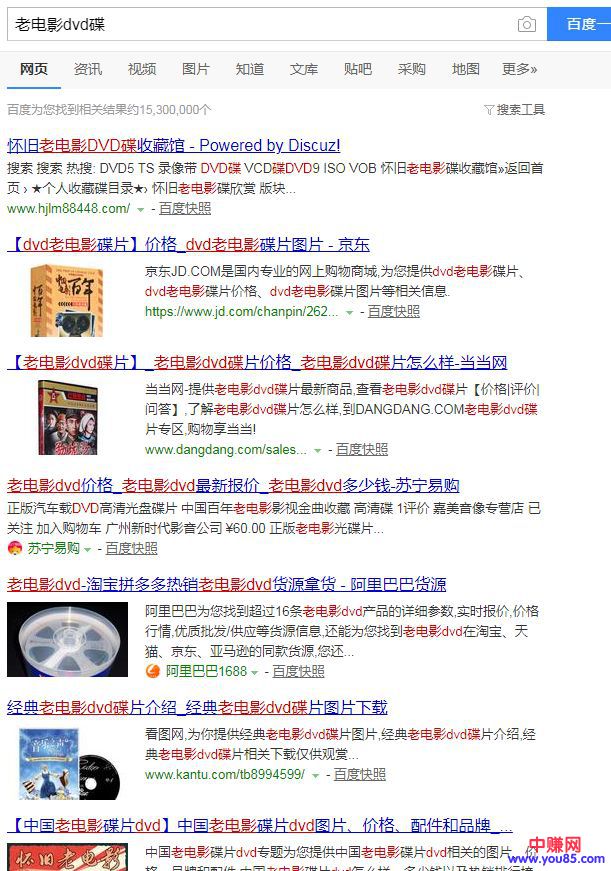 老电影dvd碟
百度一
网页 资讯 视频 图片 知道 文库 贴吧 采购 地图 更多»
百度为您找到相关结果约15,300,000个 搜索工具
怀旧老电影DVD碟收藏馆 - Powered by Discuz!
搜索 搜索 热搜: DVD5 TS 录像带 DVD碟 VCD碟DVD9 ISO VOB 怀旧老电影碟收藏馆»返回首
页 › ★个人收藏碟目录★› 怀旧老电影碟欣赏 版块...
www.hjlm88448.com/ - 百度快照
【dvd老电影碟片】价格_dvd老电影碟片图片 - 京东
京东JD.COM是国内专业的网上购物商城,为您提供dvd老电影碟片、
dvd老电影碟片价格、dvd老电影碟片图片等相关信息.
https://www.jd.com/chanpin/262... - 百度快照
百年
【老电影dvd碟片】_老电影dvd碟片价格_老电影dvd碟片怎么样-当当网
当当网-提供老电影dvd碟片最新商品,查看老电影dvd碟片【价格|评价|
问答】,了解老电影dvd碟片怎么样,到DANGDANG.COM老电影dvd碟
片专区,购物享当当!
www.dangdang.com/sales... - 百度快照
老电影dvd价格_老电影dvd最新报价_老电影dvd多少钱-苏宁易购
正版汽车载DVD高清光盘碟片 中国百年老电影影视金曲收藏 高清碟 1评价 嘉美音像专营店 已
关注 加入购物车 广州新时代影音公司 ¥60.00 正版老电影光碟片...
苏宁易购 - 百度快照
老电影dvd-淘宝拼多多热销老电影dvd货源拿货 - 阿里巴巴货源
阿里巴巴为您找到超过16条老电影dvd产品的详细参数,实时报价,价格
行情,优质批发/供应等货源信息,还能为您找到老电影dvd在淘宝、天
猫、京东、亚马逊的同款货源,您还...
阿里巴巴1688 - 百度快照
经典老电影dvd碟片介绍_经典老电影dvd碟片图片下载
看图网,为你提供经典老电影dvd碟片图片,经典老电影dvd碟片介绍,经
典老电影dvd碟片相关下载仅供观赏...
www.kantu.com/tb8994599/ - 百度快照
音乐之声
【中国老电影碟片dvd】中国老电影碟片dvd图片、价格、配件和品牌_...
中国老电影碟片dvd专题为您提供中国老电影碟片dvd相关的图片、价
怀旧老电影
中赚网
www.you85.com